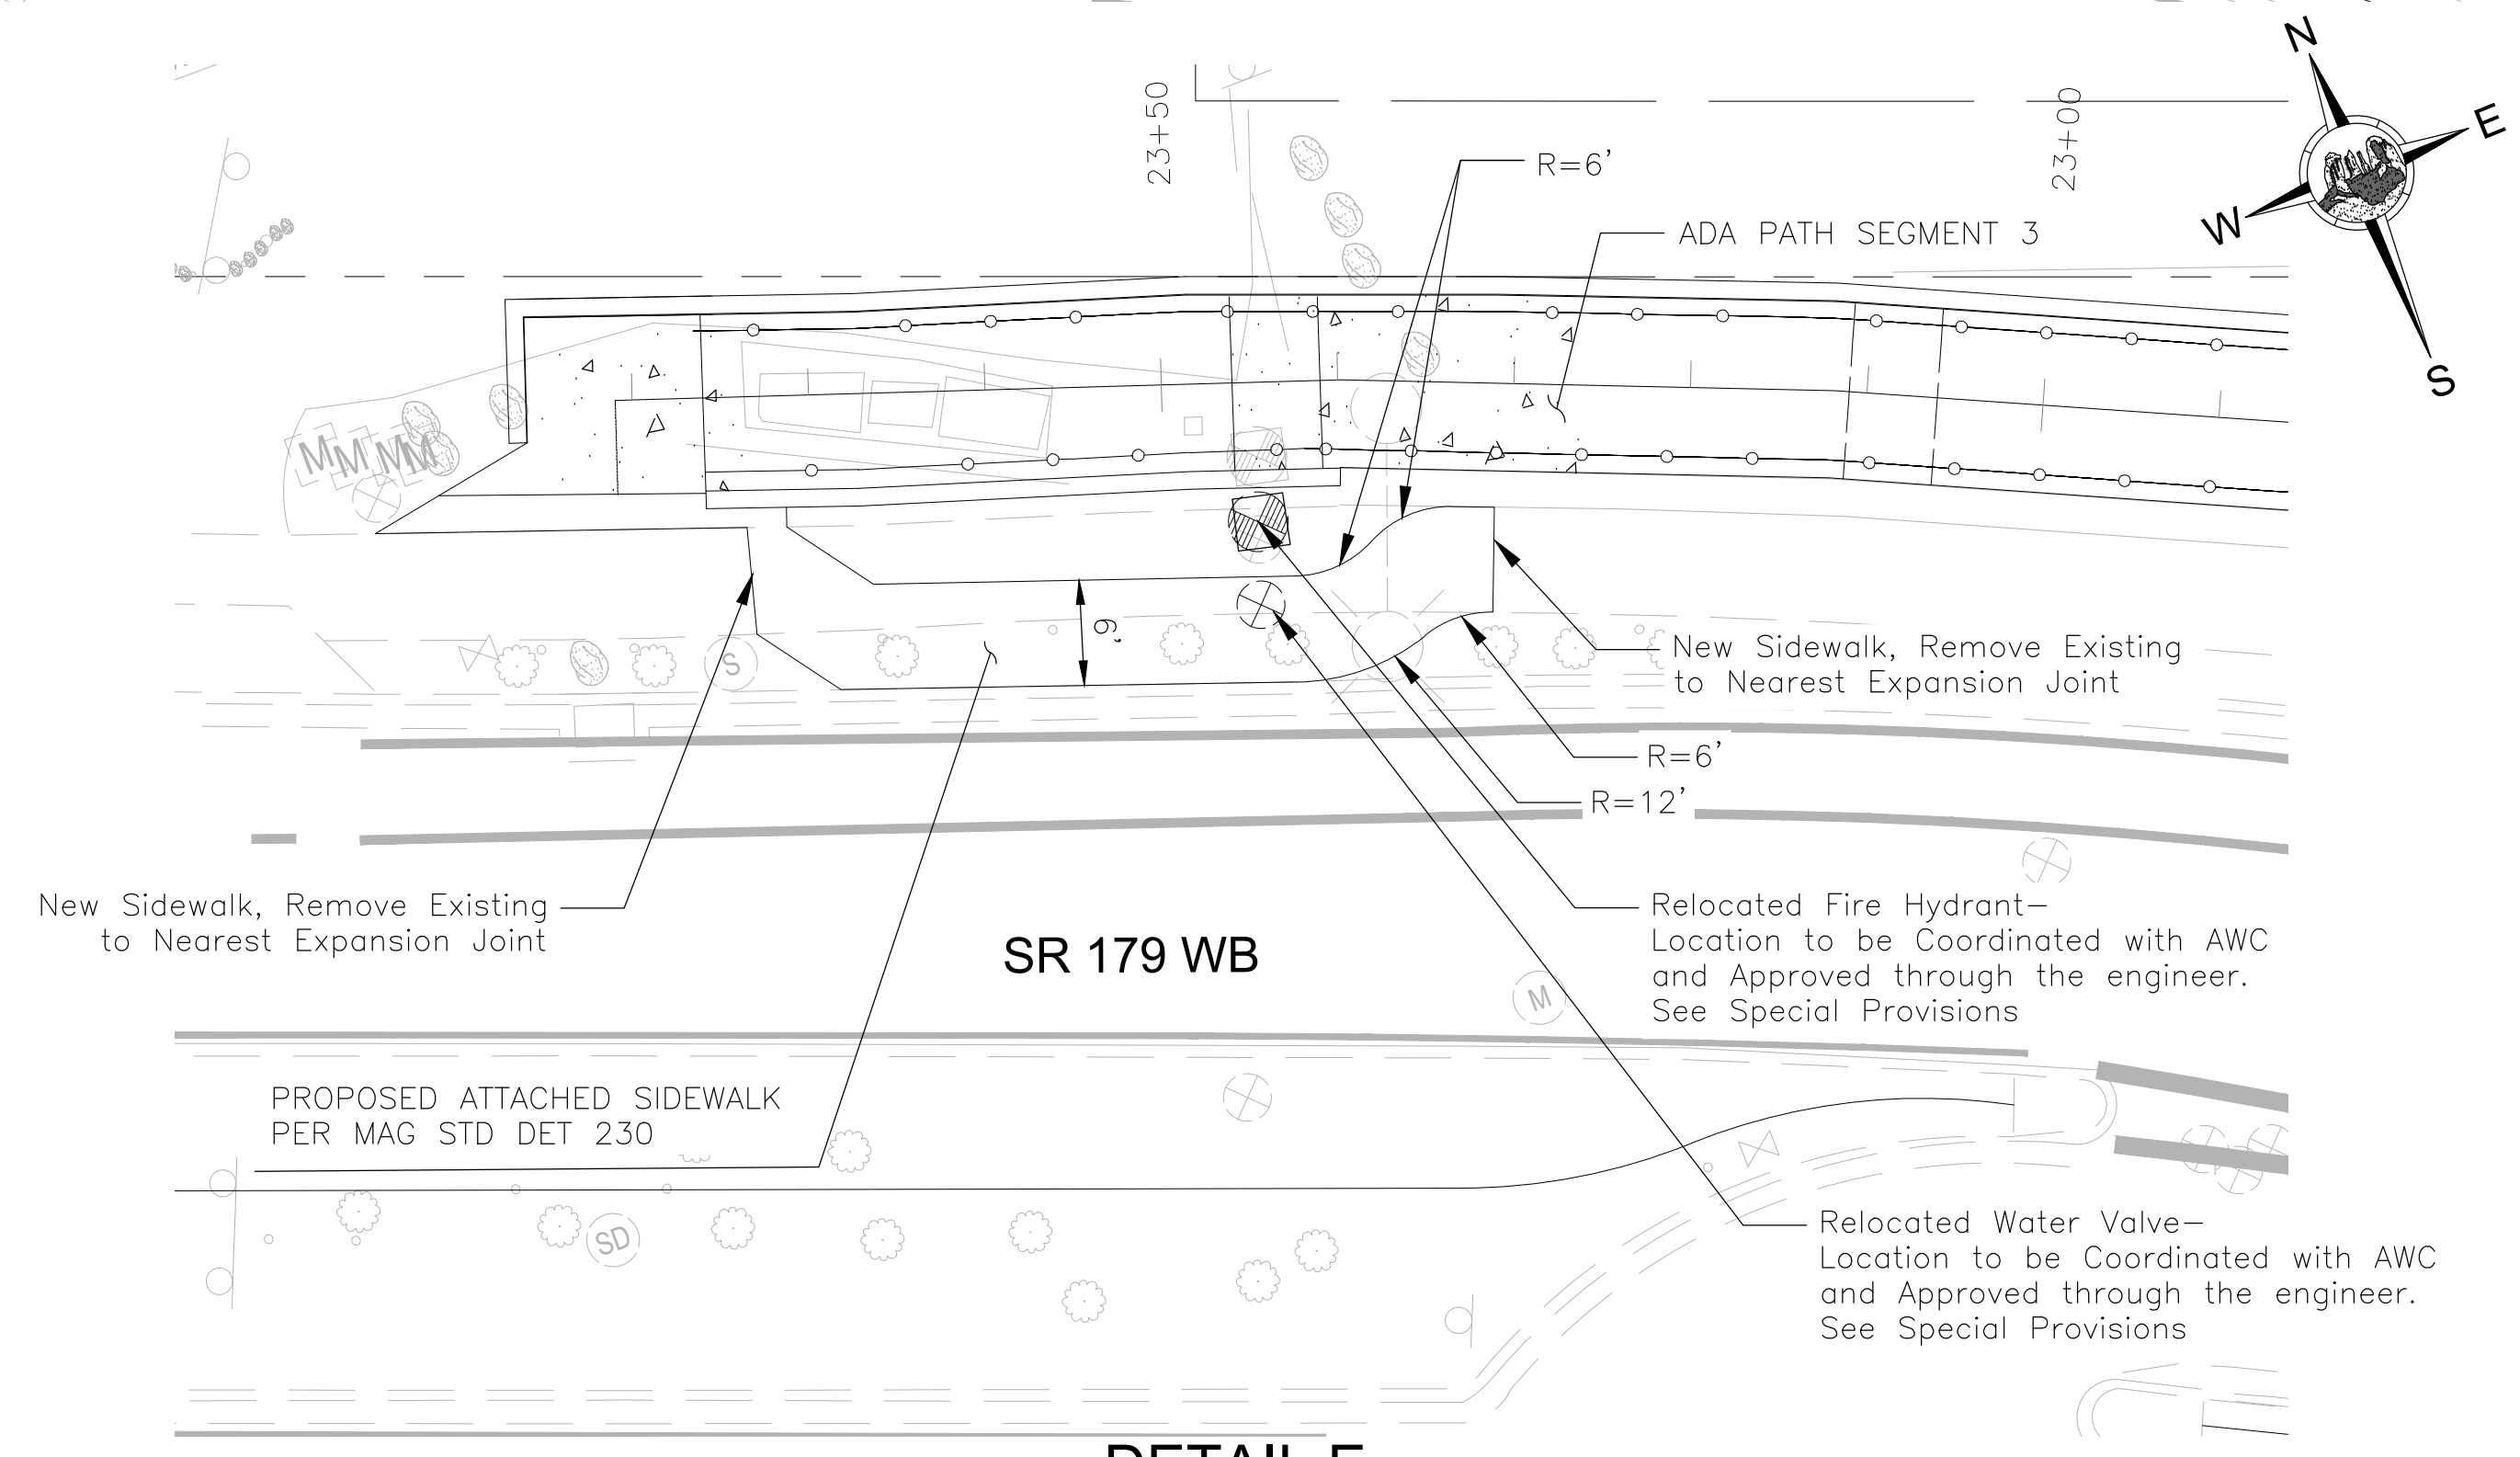 N
E
W
S
23+50
23+00
R=6'
ADA PATH SEGMENT 3
M
M
M
M
6'
S
New Sidewalk, Remove Existing
to Nearest Expansion Joint
R=6'
R=12'
New Sidewalk, Remove Existing
to Nearest Expansion Joint
SR 179 WB
Relocated Fire Hydrant-
Location to be Coordinated with AWC
and Approved through the engineer.
See Special Provisions
M
PROPOSED ATTACHED SIDEWALK
PER MAG STD DET 230
SD
Relocated Water Valve-
Location to be Coordinated with AWC
and Approved through the engineer.
See Special Provisions
DETAIL